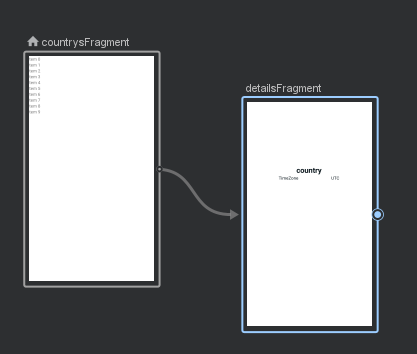 countrysFragment
Item 0
Item 1
Item 2
Item 3
Item 4
Item 5
Item 6
Item 7
Item 8
Item 9
detailsFragment
country
TimeZone UTC